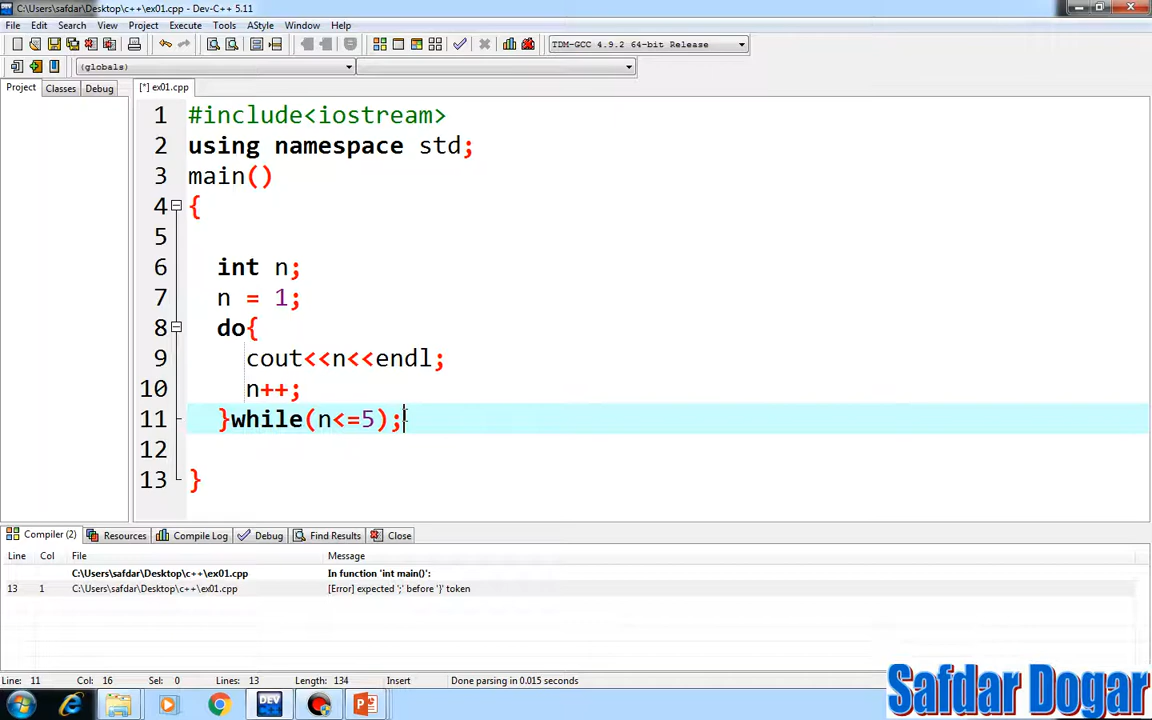 C:\Users\safdar\Desktop\c++\ex01.cpp - Dev-C++ 5.11
File Edit Search View Project Execute Tools AStyle Window Help
TDM-GCC 4.9.2 64-bit Release
(globals)
Project Classes Debug [*] ex01.cpp
1 #include<iostream>
2 using namespace std;
3 main()
4 {
5
6 int n;
7 n = 1;
8 do{
9 cout<<n<<endl;
10 n++;
11 }while(n<=5);
12
13 }
Compiler (2) Resources Compile Log Debug Find Results Close
Line Col File Message
C:\Users\safdar\Desktop\c++\ex01.cpp In function 'int main()':
13 1 C:\Users\safdar\Desktop\c++\ex01.cpp [Error] expected ';' before '}' token
Line: 11 Col: 16 Sel: 0 Lines: 13 Length: 134 Insert Done parsing in 0.015 seconds
DEV
Safdar Dogar